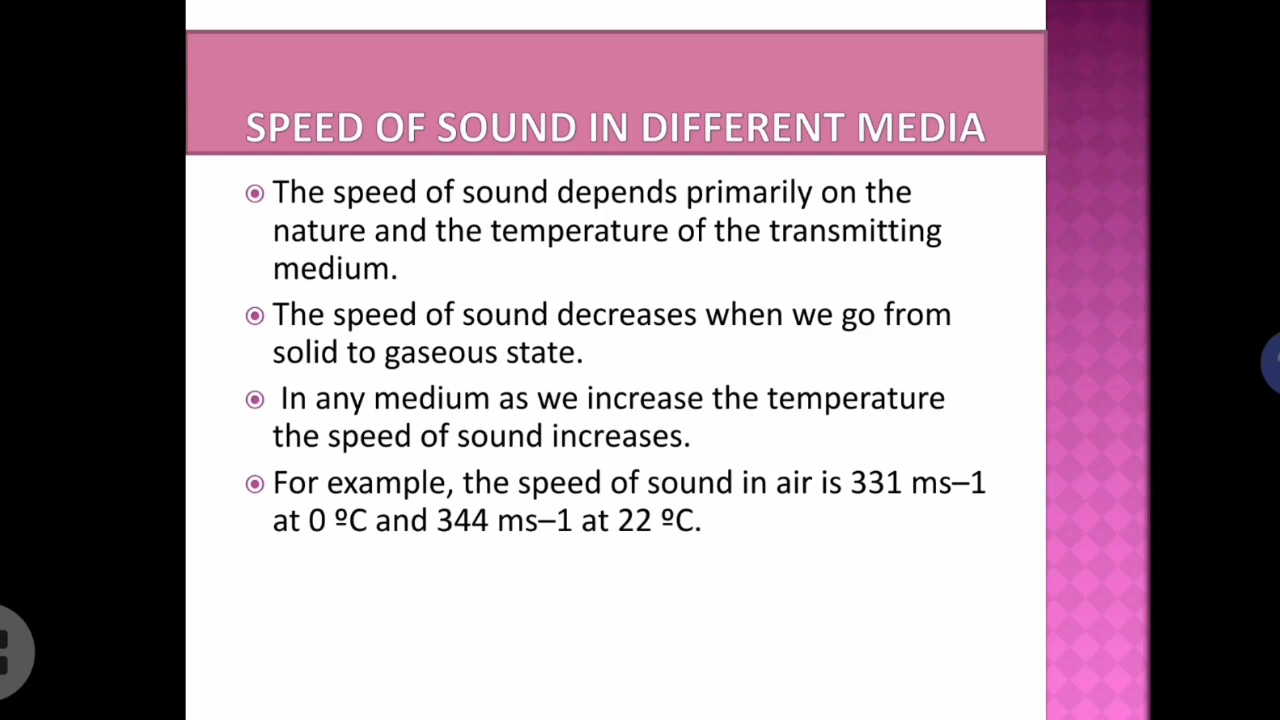 SPEED OF SOUND IN DIFFERENT MEDIA
The speed of sound depends primarily on the
nature and the temperature of the transmitting
medium.
The speed of sound decreases when we go from
solid to gaseous state.
In any medium as we increase the temperature
the speed of sound increases.
For example, the speed of sound in air is 331 ms–1
at 0 ºC and 344 ms–1 at 22 ºC.